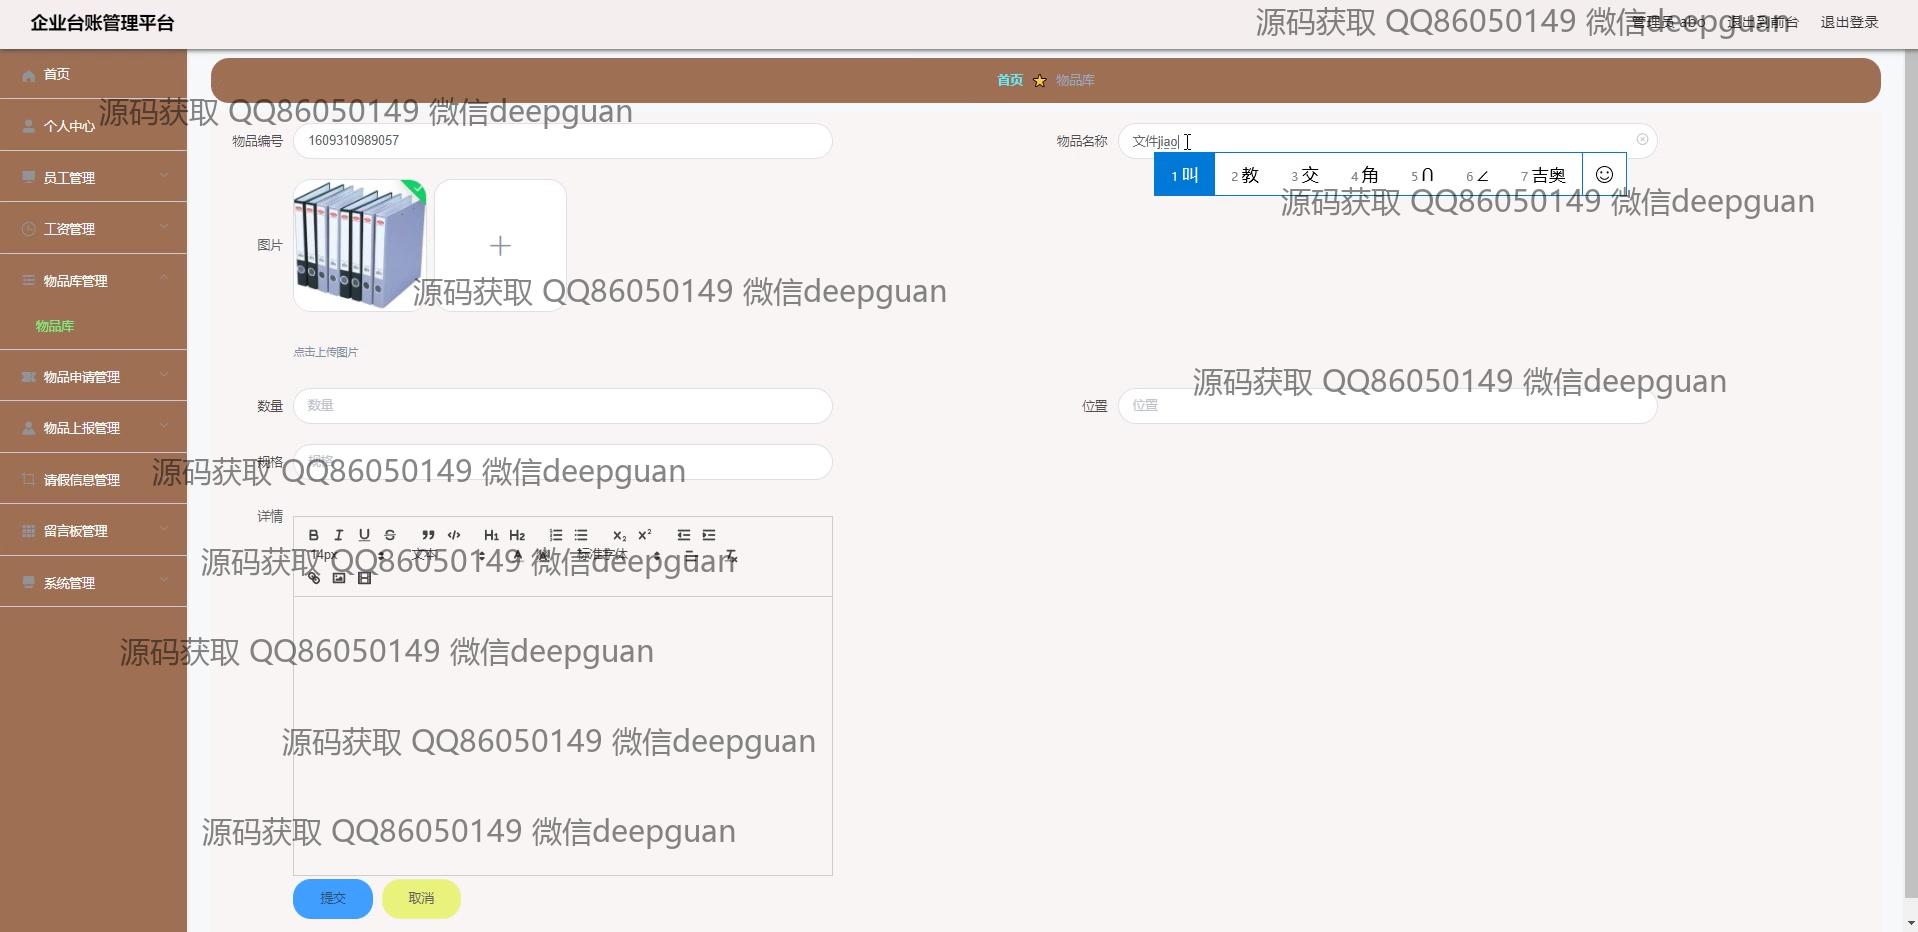 企业台账管理平台
源码获取 QQ86050149 微信deepguan
管理员 abo
退出到前台
退出登录
首页
首页
物品库
源码获取 QQ86050149 微信deepguan
个人中心
物品编号
1609310989057
物品名称
文件jiao
1 叫 2 教 3 交 4 角 5 ∩ 6 ∠ 7 吉奥
员工管理
源码获取 QQ86050149 微信deepguan
工资管理
图片
物品库管理
源码获取 QQ86050149 微信deepguan
物品库
点击上传图片
物品申请管理
源码获取 QQ86050149 微信deepguan
数量
数量
位置
位置
物品上报管理
规格
规格
源码获取 QQ86050149 微信deepguan
请假信息管理
详情
留言板管理
B I U S H1 H2 X2 X2
14px 文本 A 标准字体
源码获取 QQ86050149 微信deepguan
系统管理
源码获取 QQ86050149 微信deepguan
源码获取 QQ86050149 微信deepguan
源码获取 QQ86050149 微信deepguan
提交
取消